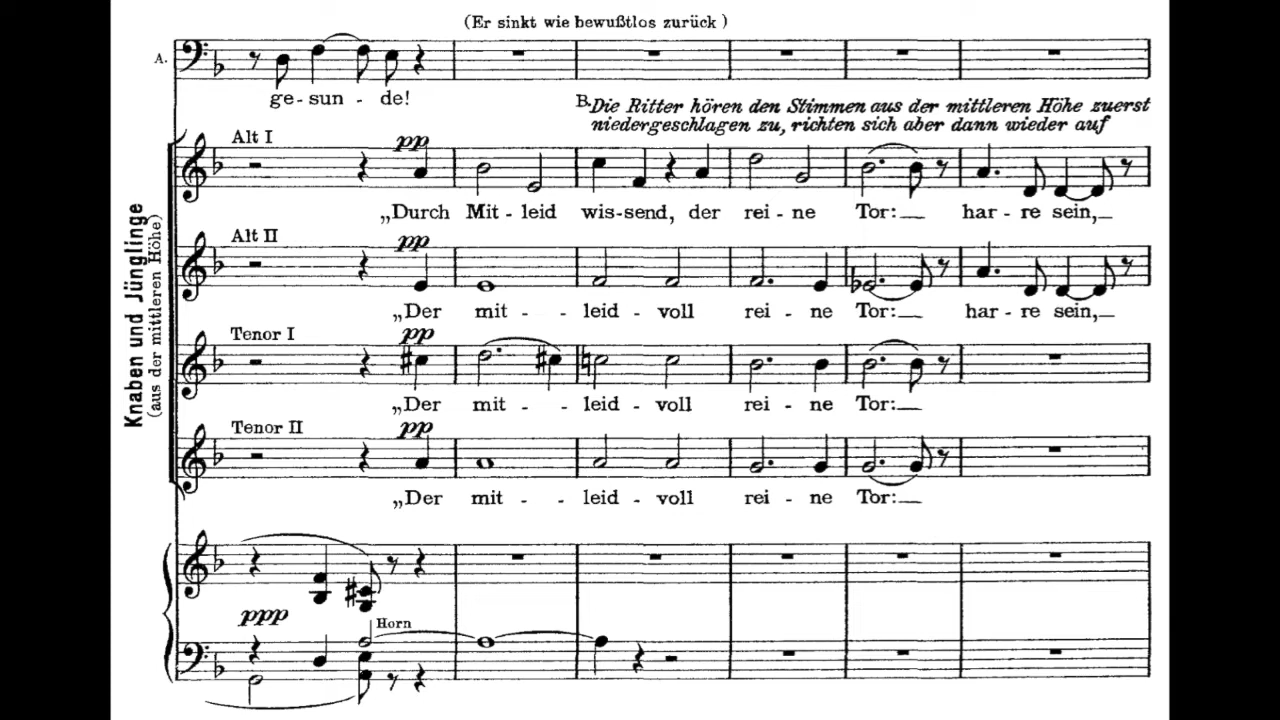 (Er sinkt wie bewußtlos zurück )
A.
ge - sun - de!
B. Die Ritter hören den Stimmen aus der mittleren Höhe zuerst
niedergeschlagen zu, richten sich aber dann wieder auf
Knaben und Jünglinge
(aus der mittleren Höhe)
Alt I
pp
„Durch Mit - leid wis - send, der rei - ne Tor: har - re sein,
Alt II
pp
„Der mit - - leid - voll rei - ne Tor: har - re sein,
Tenor I
pp
„Der mit - - leid - voll rei - ne Tor:
Tenor II
pp
„Der mit - - leid - voll rei - ne Tor:
ppp
Horn